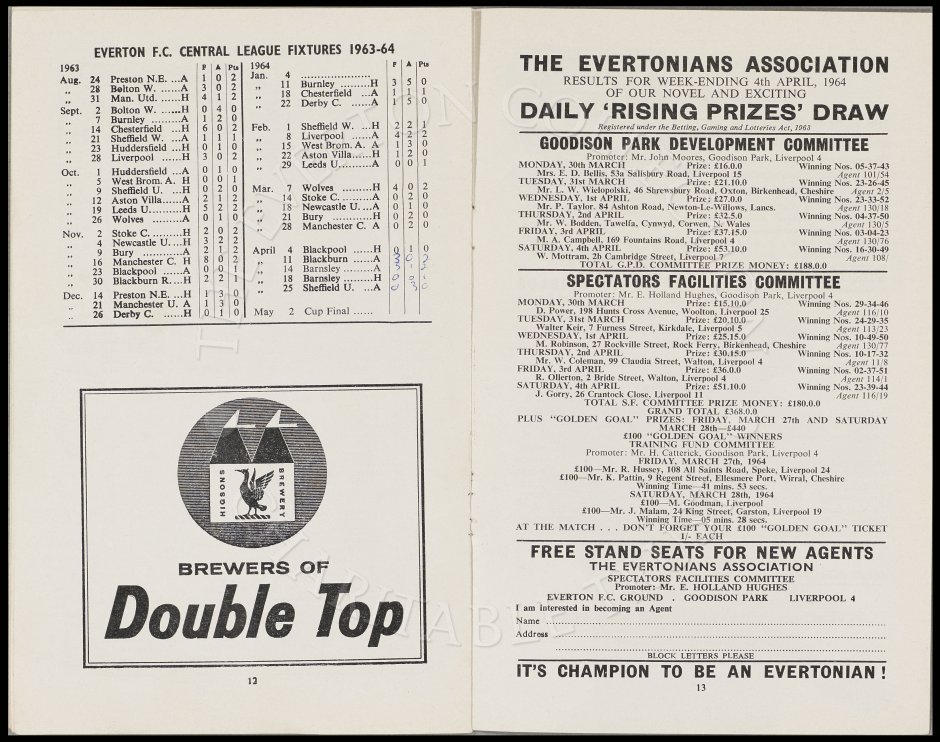 EVERTON F.C. CENTRAL LEAGUE FIXTURES 1963-64
1963 F A Pts
Aug. 24 Preston N.E. ...A 1 0 2
,, 28 Bolton W. ......A 3 0 2
,, 31 Man. Utd. ......H 4 1 2
Sept. 2 Bolton W. ......H 0 4 0
,, 7 Burnley .........A 1 2 0
,, 14 Chesterfield ...H 6 0 2
,, 21 Sheffield W. ...A 1 1 1
,, 23 Huddersfield ...A 0 1 0
,, 28 Liverpool ......H 3 0 2
Oct. 1 Huddersfield ...A 0 1 0
,, 5 West Brom. A. H 0 0 1
,, 9 Sheffield U. ...A 0 2 0
,, 12 Aston Villa ......A 2 1 2
,, 19 Leeds U. .........H 5 2 2
,, 26 Wolves .........A 0 1 0
Nov. 2 Stoke C. .........H 2 0 2
,, 4 Newcastle U. ...H 3 2 2
,, 9 Bury ............A 2 1 2
,, 16 Manchester C. H 8 0 2
,, 23 Blackpool ......A 0 0 1
,, 30 Blackburn R. ...H 2 2 1
Dec. 14 Preston N.E. ...H 1 3 0
,, 21 Manchester U. A 1 3 0
,, 26 Derby C. ......H 0 1 0
1964 F A Pts
Jan. 4 ........................
,, 11 Burnley .........H 3 5 0
,, 18 Chesterfield ...A 1 1 1
,, 22 Derby C. ......A 1 5 0
Feb. 1 Sheffield W. ...H 2 2 1
,, 8 Liverpool ......A 4 2 2
,, 15 West Brom. A. A 1 3 0
,, 22 Aston Villa......H 1 2 0
,, 29 Leeds U. .........A 0 0 1
Mar. 7 Wolves .........H 4 0 2
,, 14 Stoke C. .........A 0 2 0
,, 18 Newcastle U. ...A 0 1 0
,, 21 Bury ............H 0 2 0
,, 28 Manchester C. A 0 2 0
April 4 Blackpool ......H 0 1 0
,, 11 Blackburn ......A 3 0 2
,, 14 Barnsley .........A 3
,, 18 Barnsley .........H 0 0
,, 25 Sheffield U. ...A 0 3 0
May 2 Cup Final ......
HIGSONS BREWERY
BREWERS OF
Double Top
12
THE EVERTONIANS ASSOCIATION
RESULTS FOR WEEK-ENDING 4th APRIL, 1964
OF OUR NOVEL AND EXCITING
DAILY ‘RISING PRIZES’ DRAW
Registered under the Betting, Gaming and Lotteries Act, 1963
GOODISON PARK DEVELOPMENT COMMITTEE
Promoter: Mr. John Moores, Goodison Park, Liverpool 4
MONDAY, 30th MARCH Prize: £16.0.0 Winning Nos. 05-37-43
Mrs. E. D. Bellis, 53a Salisbury Road, Liverpool 15 Agent 101/54
TUESDAY, 31st MARCH Prize: £21.10.0 Winning Nos. 23-26-45
Mr. L. W. Wielopolski, 46 Shrewsbury Road, Oxton, Birkenhead, Cheshire Agent 2/5
WEDNESDAY, 1st APRIL Prize: £27.0.0 Winning Nos. 23-33-52
Mr. P. Taylor, 84 Ashton Road, Newton-Le-Willows, Lancs. Agent 130/18
THURSDAY, 2nd APRIL Prize: £32.5.0 Winning Nos. 04-37-50
Mr. W. Bodden, Tawelfa, Cynwyd, Corwen, N. Wales Agent 130/5
FRIDAY, 3rd APRIL Prize: £37.15.0 Winning Nos. 03-04-23
M. A. Campbell, 169 Fountains Road, Liverpool 4 Agent 130/76
SATURDAY, 4th APRIL Prize: £53.10.0 Winning Nos. 16-30-49
W. Mottram, 2b Cambridge Street, Liverpool 7 Agent 108/
TOTAL G.P.D. COMMITTEE PRIZE MONEY: £188.0.0
SPECTATORS FACILITIES COMMITTEE
Promoter: Mr. E. Holland Hughes, Goodison Park, Liverpool 4
MONDAY, 30th MARCH Prize: £15.10.0 Winning Nos. 29-34-46
D. Power, 198 Hunts Cross Avenue, Woolton, Liverpool 25 Agent 116/10
TUESDAY, 31st MARCH Prize: £20.10.0 Winning Nos. 24-29-35
Walter Keir, 7 Furness Street, Kirkdale, Liverpool 5 Agent 113/23
WEDNESDAY, 1st APRIL Prize: £25.15.0 Winning Nos. 10-49-50
M. Robinson, 27 Rockville Street, Rock Ferry, Birkenhead, Cheshire Agent 130/77
THURSDAY, 2nd APRIL Prize: £30.15.0 Winning Nos. 10-17-32
Mr. W. Coleman, 99 Claudia Street, Walton, Liverpool 4 Agent 11/8
FRIDAY, 3rd APRIL Prize: £36.0.0 Winning Nos. 02-37-51
R. Ollerton, 2 Bride Street, Walton, Liverpool 4 Agent 114/1
SATURDAY, 4th APRIL Prize: £51.10.0 Winning Nos. 23-39-44
J. Gorry, 26 Crantock Close, Liverpool 11 Agent 116/19
TOTAL S.F. COMMITTEE PRIZE MONEY: £180.0.0
GRAND TOTAL £368.0.0
PLUS “GOLDEN GOAL” PRIZES: FRIDAY, MARCH 27th AND SATURDAY
MARCH 28th—£440
£100 “GOLDEN GOAL” WINNERS
TRAINING FUND COMMITTEE
Promoter: Mr. H. Catterick, Goodison Park, Liverpool 4
FRIDAY, MARCH 27th, 1964
£100—Mr. R. Hussey, 108 All Saints Road, Speke, Liverpool 24
£100—Mr. K. Pattin, 9 Regent Street, Ellesmere Port, Wirral, Cheshire
Winning Time—41 mins. 53 secs.
SATURDAY, MARCH 28th, 1964
£100—M. Goodman, Liverpool
£100—Mr. J. Malam, 24 King Street, Garston, Liverpool 19
Winning Time—05 mins. 28 secs.
AT THE MATCH . . . DON'T FORGET YOUR £100 “GOLDEN GOAL” TICKET
1/- EACH
FREE STAND SEATS FOR NEW AGENTS
THE EVERTONIANS ASSOCIATION
SPECTATORS FACILITIES COMMITTEE
Promoter: Mr. E. HOLLAND HUGHES
EVERTON F.C. GROUND . GOODISON PARK LIVERPOOL 4
I am interested in becoming an Agent
Name
Address
BLOCK LETTERS PLEASE
IT'S CHAMPION TO BE AN EVERTONIAN!
13